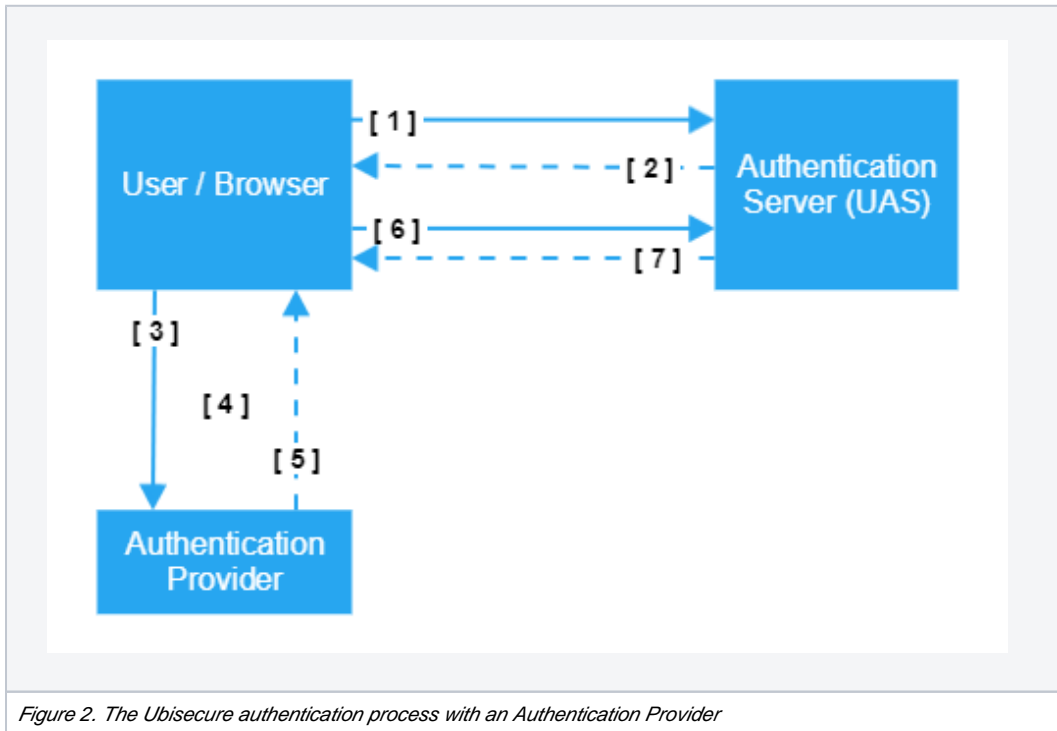 [ 1 ]
User / Browser
[ 2 ]
Authentication
Server (UAS)
[ 6 ]
[ 7 ]
[ 3 ]
[ 4 ]
[ 5 ]
Authentication
Provider
Figure 2. The Ubisecure authentication process with an Authentication Provider